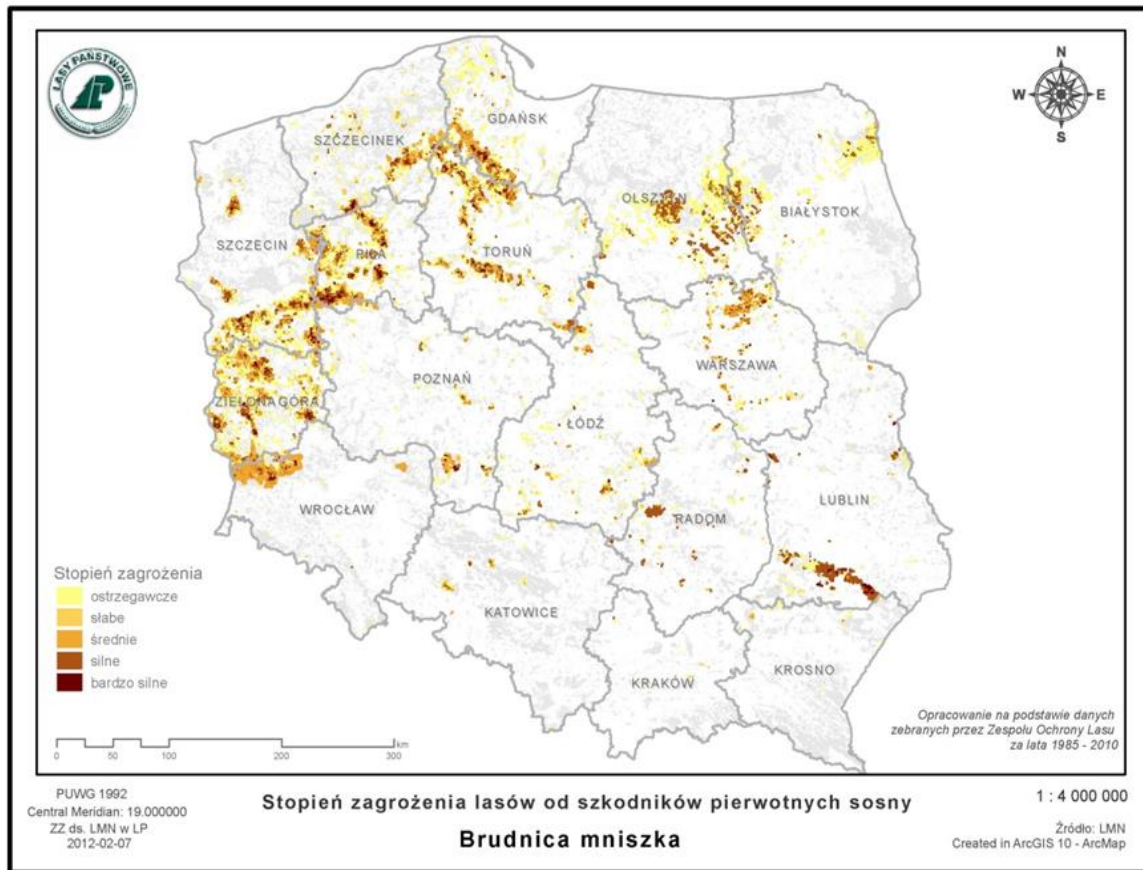 LASY PAŃSTWOWE
N
W E
S
GDAŃSK
SZCZECINEK
OLSZTYN
BIAŁYSTOK
SZCZECIN
PIŁA
TORUŃ
WARSZAWA
POZNAŃ
ZIELONA GÓRA
ŁÓDŹ
LUBLIN
WROCŁAW
RADOM
Stopień zagrożenia
ostrzegawcze
słabe
średnie
silne
bardzo silne
KATOWICE
KROSNO
KRAKÓW
Opracowanie na podstawie danych
zebranych przez Zespołu Ochrony Lasu
za lata 1985 - 2010
km
0 50 100 200 300
PUWG 1992
Central Meridian: 19.000000
ZZ ds. LMN w LP
2012-02-07
Stopień zagrożenia lasów od szkodników pierwotnych sosny
Brudnica mniszka
1 : 4 000 000
Źródło: LMN
Created in ArcGIS 10 - ArcMap